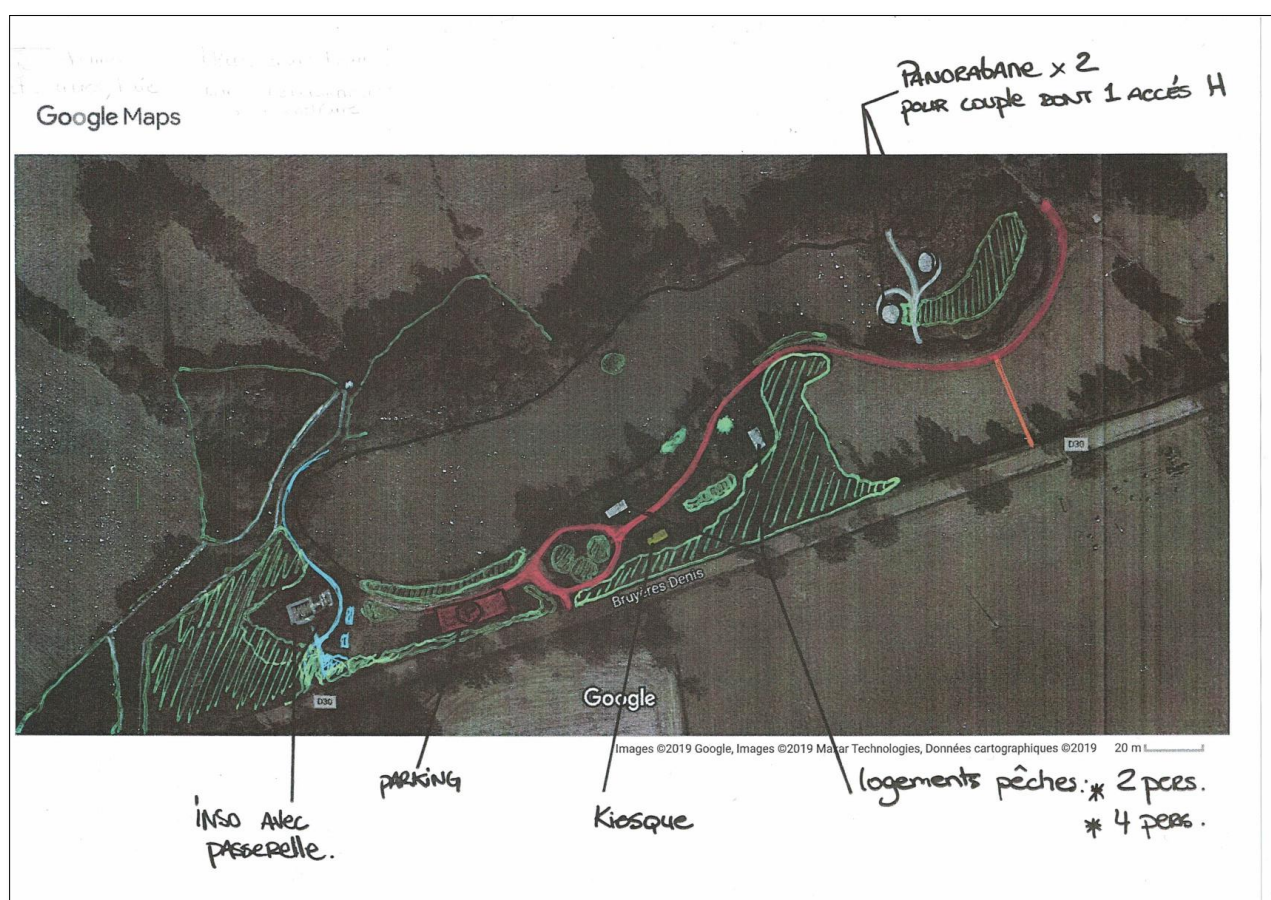 Google Maps
PANORABANE x 2
POUR COUPLE DONT 1 ACCÉS H
D30
Bruyères Denis
Google
D30
Images ©2019 Google, Images ©2019 Maxar Technologies, Données cartographiques ©2019 20 m
PARKING
INSO AVEC
PASSERELLE.
Kiosque
logements pêches: * 2 pers.
* 4 pers.